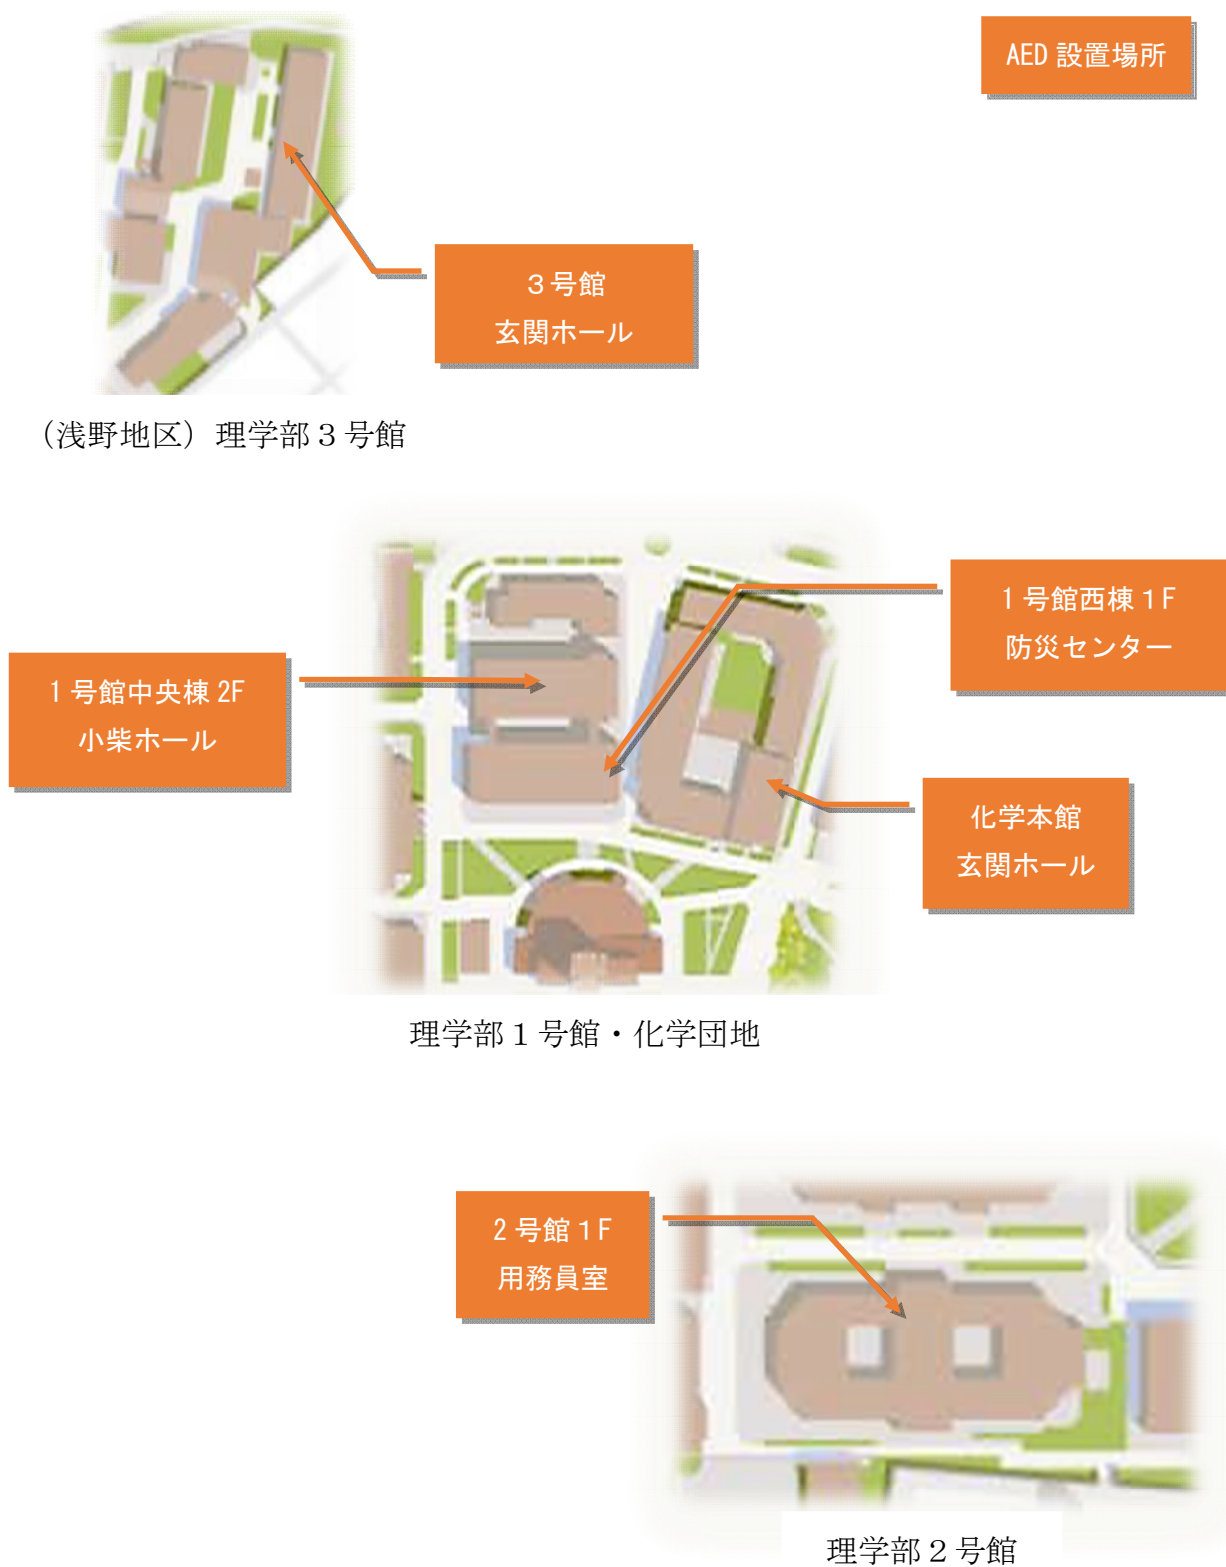 AED 設置場所
３号館
玄関ホール
（浅野地区）理学部３号館
1 号館西棟 1F
防災センター
1 号館中央棟 2F
小柴ホール
化学本館
玄関ホール
理学部１号館・化学団地
2 号館 1F
用務員室
理学部２号館